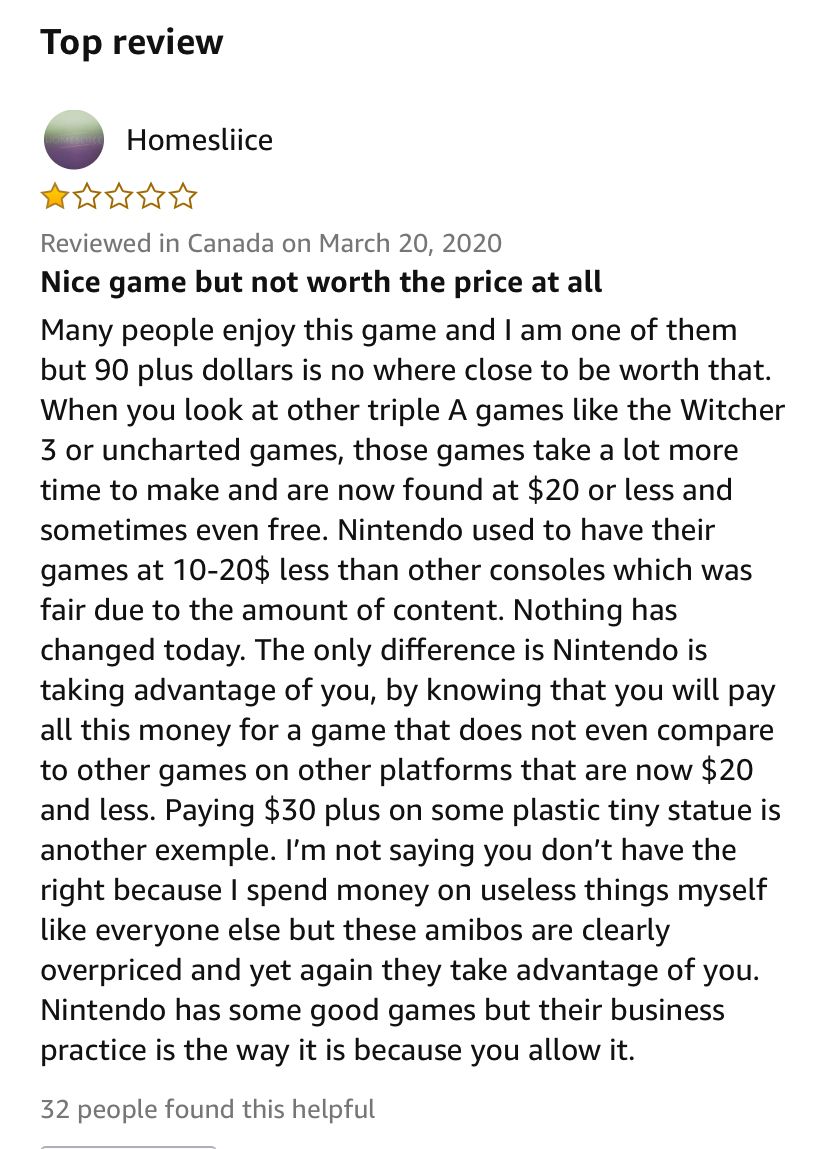 Top review
Homesliice
Reviewed in Canada on March 20, 2020
Nice game but not worth the price at all
Many people enjoy this game and I am one of them
but 90 plus dollars is no where close to be worth that.
When you look at other triple A games like the Witcher
3 or uncharted games, those games take a lot more
time to make and are now found at $20 or less and
sometimes even free. Nintendo used to have their
games at 10-20$ less than other consoles which was
fair due to the amount of content. Nothing has
changed today. The only difference is Nintendo is
taking advantage of you, by knowing that you will pay
all this money for a game that does not even compare
to other games on other platforms that are now $20
and less. Paying $30 plus on some plastic tiny statue is
another exemple. I’m not saying you don’t have the
right because I spend money on useless things myself
like everyone else but these amibos are clearly
overpriced and yet again they take advantage of you.
Nintendo has some good games but their business
practice is the way it is because you allow it.
32 people found this helpful